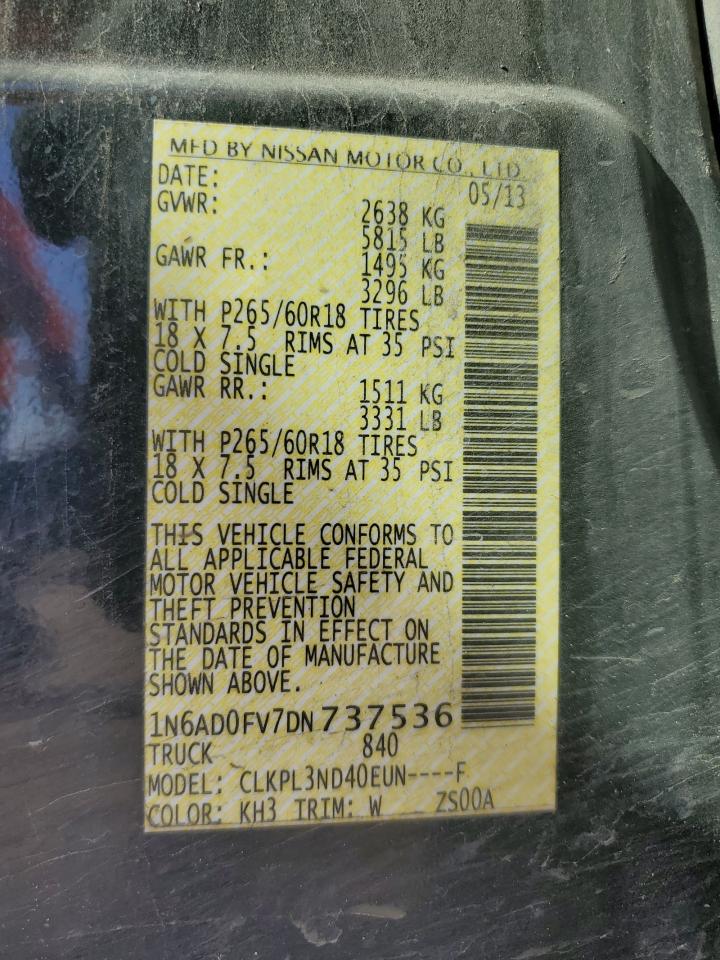 MFD BY NISSAN MOTOR CO., LTD.
DATE: 05/13
GVWR: 2638 KG
5815 LB
GAWR FR.: 1495 KG
3296 LB
WITH P265/60R18 TIRES
18 X 7.5 RIMS AT 35 PSI
COLD SINGLE
GAWR RR.: 1511 KG
3331 LB
WITH P265/60R18 TIRES
18 X 7.5 RIMS AT 35 PSI
COLD SINGLE
THIS VEHICLE CONFORMS TO
ALL APPLICABLE FEDERAL
MOTOR VEHICLE SAFETY AND
THEFT PREVENTION
STANDARDS IN EFFECT ON
THE DATE OF MANUFACTURE
SHOWN ABOVE.
1N6AD0FV7DN737536
TRUCK 840
MODEL: CLKPL3ND40EUN----F
COLOR: KH3 TRIM: W ZS00A